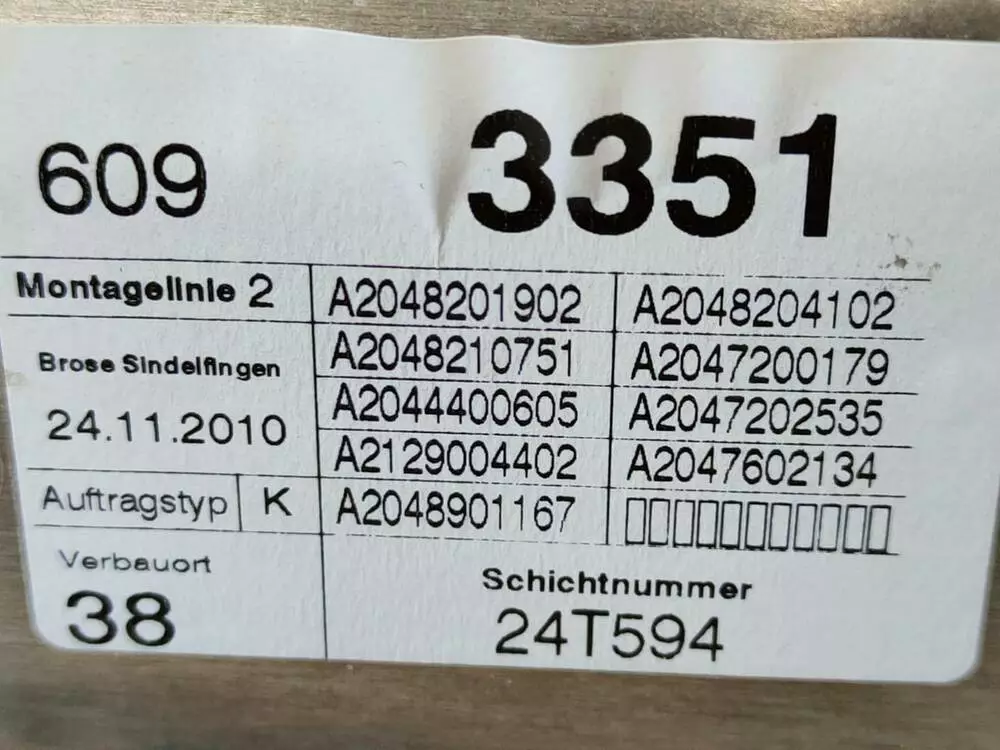 609 3351
Montagelinie 2 A2048201902 A2048204102
Brose Sindelfingen A2048210751 A2047200179
24.11.2010 A2044400605 A2047202535
A2129004402 A2047602134
Auftragstyp K A2048901167 ▯▯▯▯▯▯▯▯▯▯▯
Verbauort Schichtnummer
38 24T594